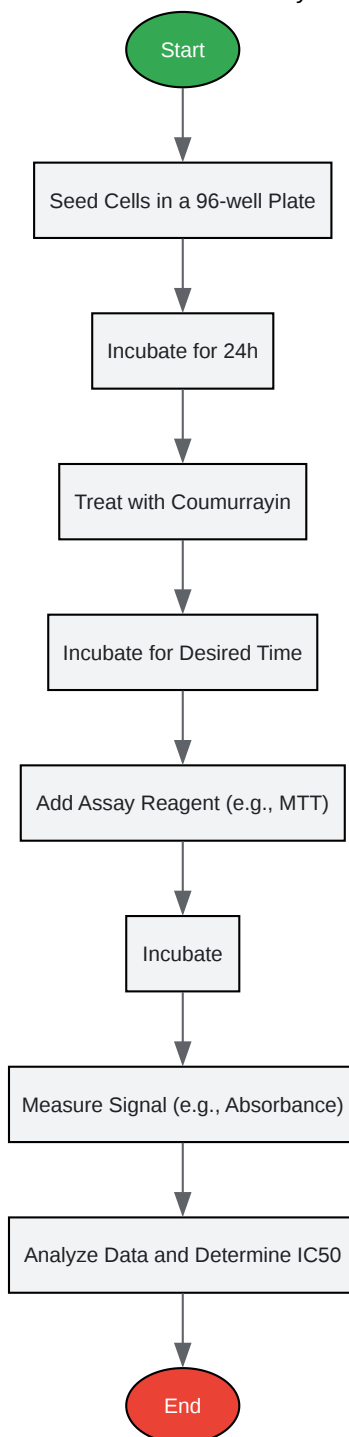 Start
Seed Cells in a 96-well Plate
Incubate for 24h
Treat with Coumurrayin
Incubate for Desired Time
Add Assay Reagent (e.g., MTT)
Incubate
Measure Signal (e.g., Absorbance)
Analyze Data and Determine IC50
End